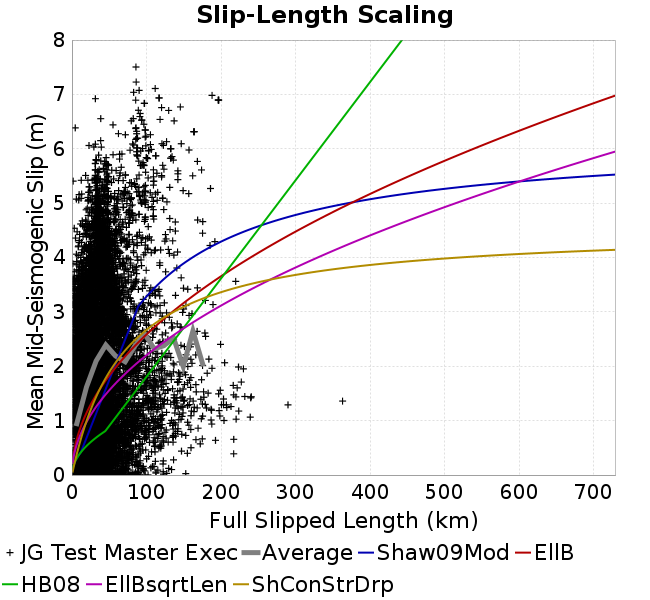 Slip-Length Scaling
Mean Mid-Seismogenic Slip (m)
8
7
6
5
4
3
2
1
0
0 100 200 300 400 500 600 700
Full Slipped Length (km)
JG Test Master Exec Average Shaw09Mod EllB
HB08 EllBsqrtLen ShConStrDrp